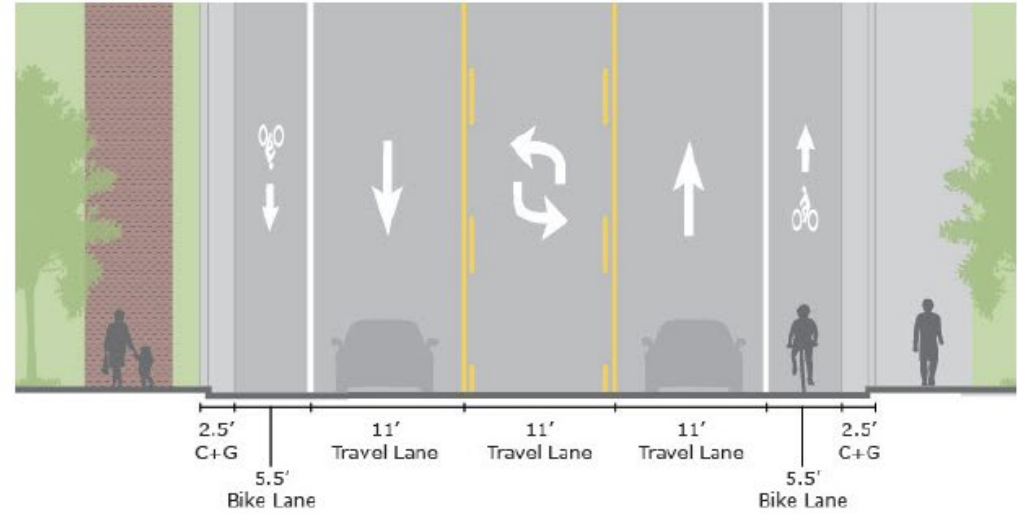 2.5'
C+G
5.5'
Bike Lane
11'
Travel Lane
11'
Travel Lane
11'
Travel Lane
5.5'
Bike Lane
2.5'
C+G